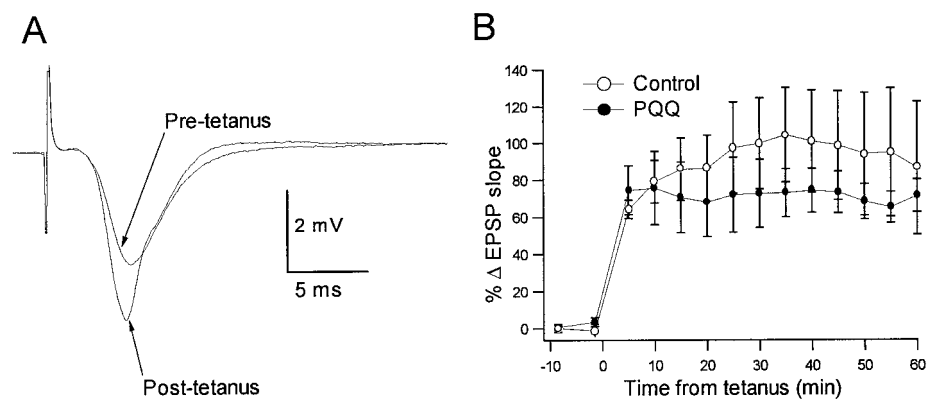 A
Pre-tetanus
2 mV
5 ms
Post-tetanus
B
140
120
100
80
60
40
20
0
% Δ EPSP slope
Control
PQQ
-10 0 10 20 30 40 50 60
Time from tetanus (min)